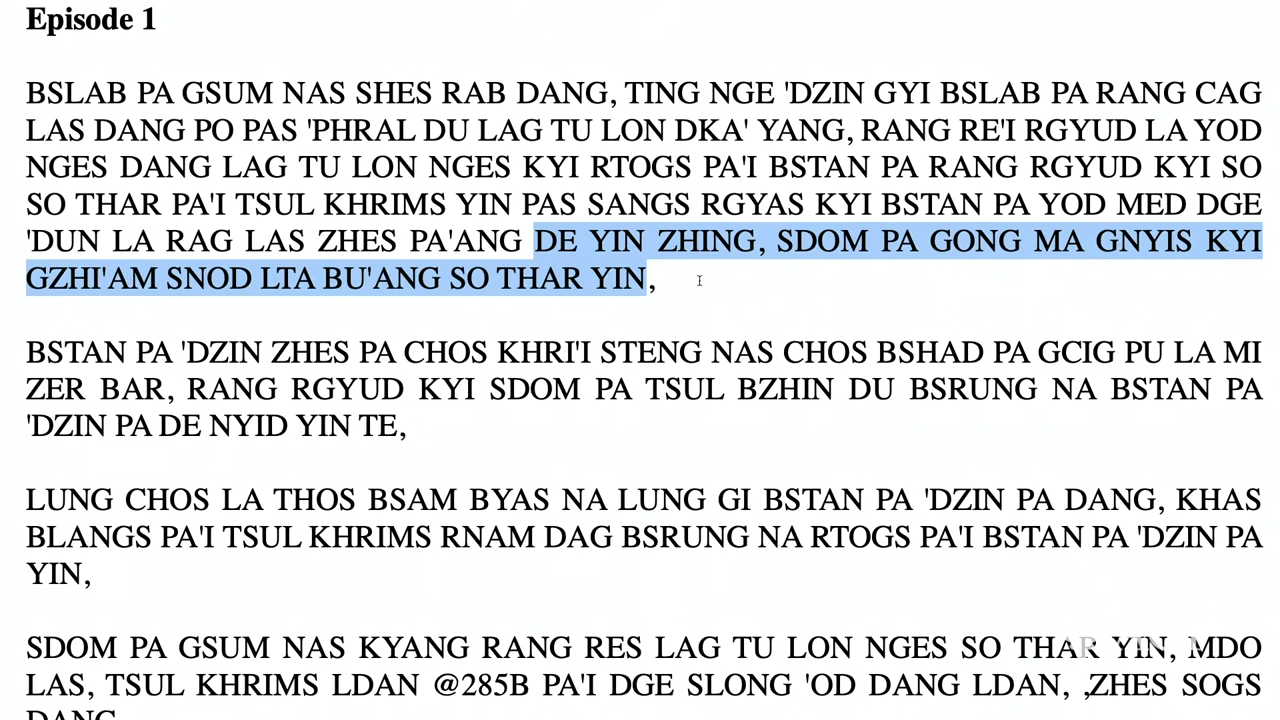 Episode 1
BSLAB PA GSUM NAS SHES RAB DANG, TING NGE 'DZIN GYI BSLAB PA RANG CAG
LAS DANG PO PAS 'PHRAL DU LAG TU LON DKA' YANG, RANG RE'I RGYUD LA YOD
NGES DANG LAG TU LON NGES KYI RTOGS PA'I BSTAN PA RANG RGYUD KYI SO
SO THAR PA'I TSUL KHRIMS YIN PAS SANGS RGYAS KYI BSTAN PA YOD MED DGE
'DUN LA RAG LAS ZHES PA'ANG DE YIN ZHING, SDOM PA GONG MA GNYIS KYI
GZHI'AM SNOD LTA BU'ANG SO THAR YIN,
BSTAN PA 'DZIN ZHES PA CHOS KHRI'I STENG NAS CHOS BSHAD PA GCIG PU LA MI
ZER BAR, RANG RGYUD KYI SDOM PA TSUL BZHIN DU BSRUNG NA BSTAN PA
'DZIN PA DE NYID YIN TE,
LUNG CHOS LA THOS BSAM BYAS NA LUNG GI BSTAN PA 'DZIN PA DANG, KHAS
BLANGS PA'I TSUL KHRIMS RNAM DAG BSRUNG NA RTOGS PA'I BSTAN PA 'DZIN PA
YIN,
SDOM PA GSUM NAS KYANG RANG RES LAG TU LON NGES SO THAR YIN, MDO
LAS, TSUL KHRIMS LDAN @285B PA'I DGE SLONG 'OD DANG LDAN, ,ZHES SOGS
DANG